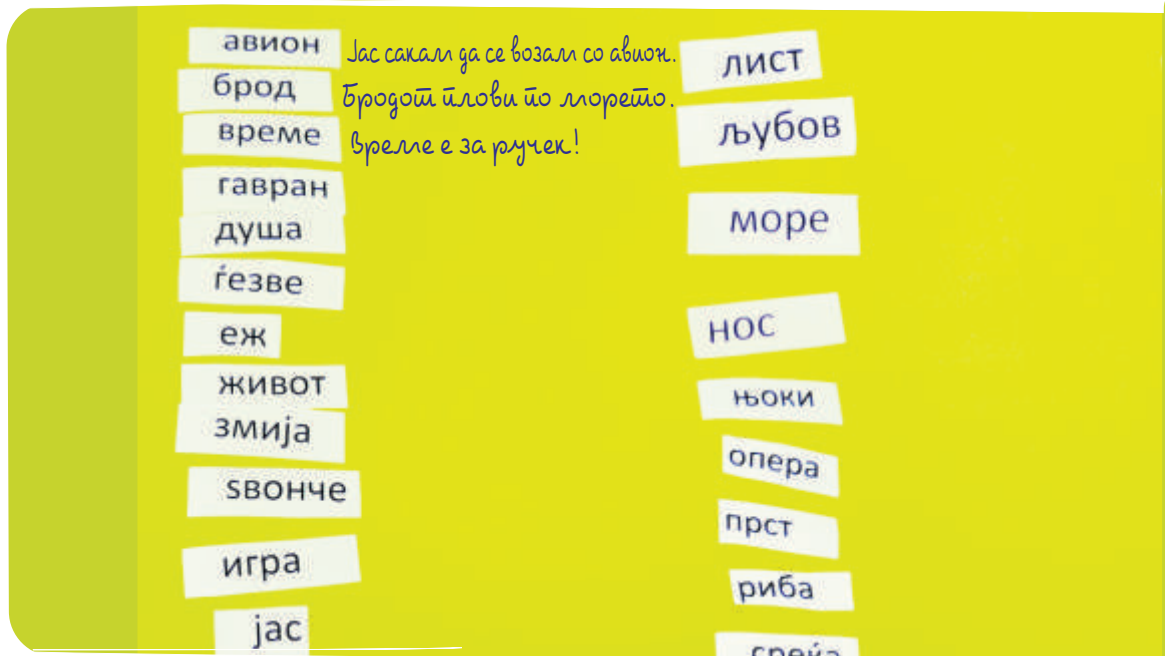 авион Јас сакам да се возам со авион.
брод Бродот плови по морето.
време Време е за ручек!
гавран
душа
ѓезве
еж
живот
змија
ѕвонче
игра
јас
лист
љубов
море
нос
њоки
опера
прст
риба
среќа